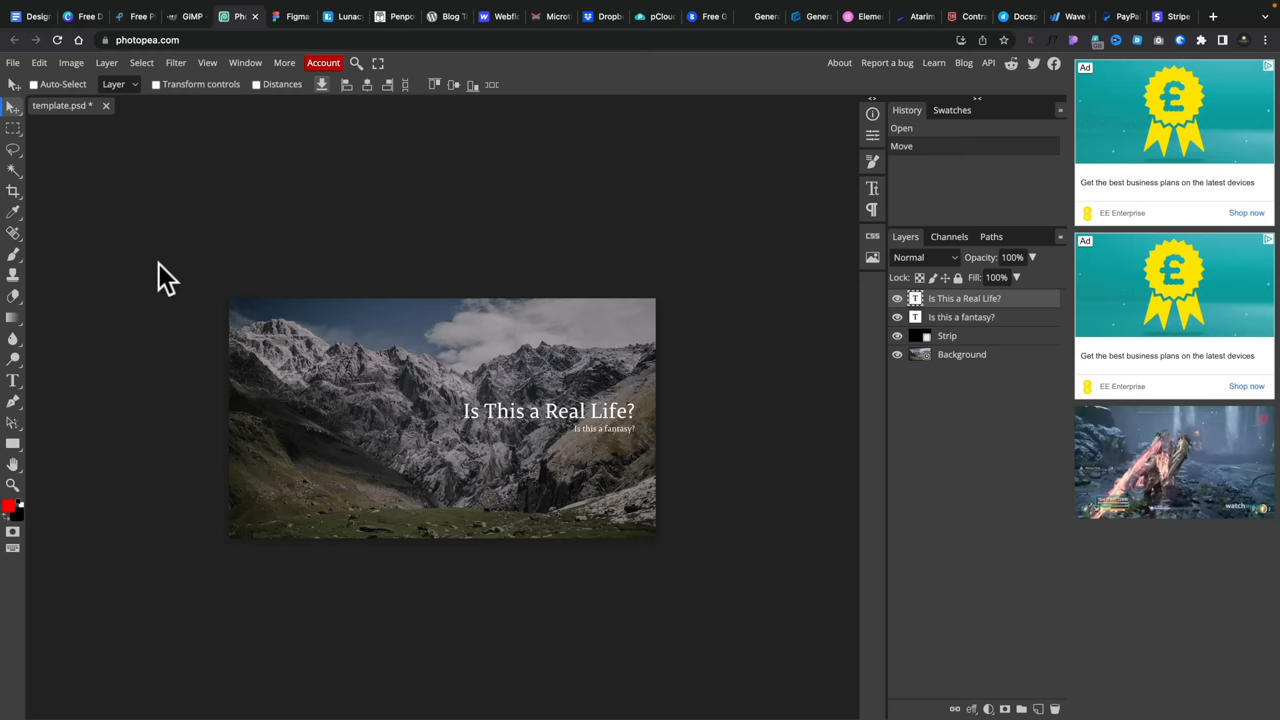 Design
Free D
Free P
GIMP
Pho
Figma
Lunac
Penpo
Blog T
Webfl
Microt
Dropb
pCloud
Free G
Gener
Gener
Eleme
Atarim
Contra
Docsp
Wave
PayPal
Stripe
photopea.com
File Edit Image Layer Select Filter View Window More Account
About Report a bug Learn Blog API
Auto-Select Layer Transform controls Distances
template.psd *
History Swatches
Open
Move
Layers Channels Paths
Normal Opacity: 100%
Lock: Fill: 100%
Is This a Real Life?
Is this a fantasy?
Strip
Background
CSS
Is This a Real Life?
Is this a fantasy?
eff
Ad
£
Get the best business plans on the latest devices
EE Enterprise Shop now
Ad
£
Get the best business plans on the latest devices
EE Enterprise Shop now